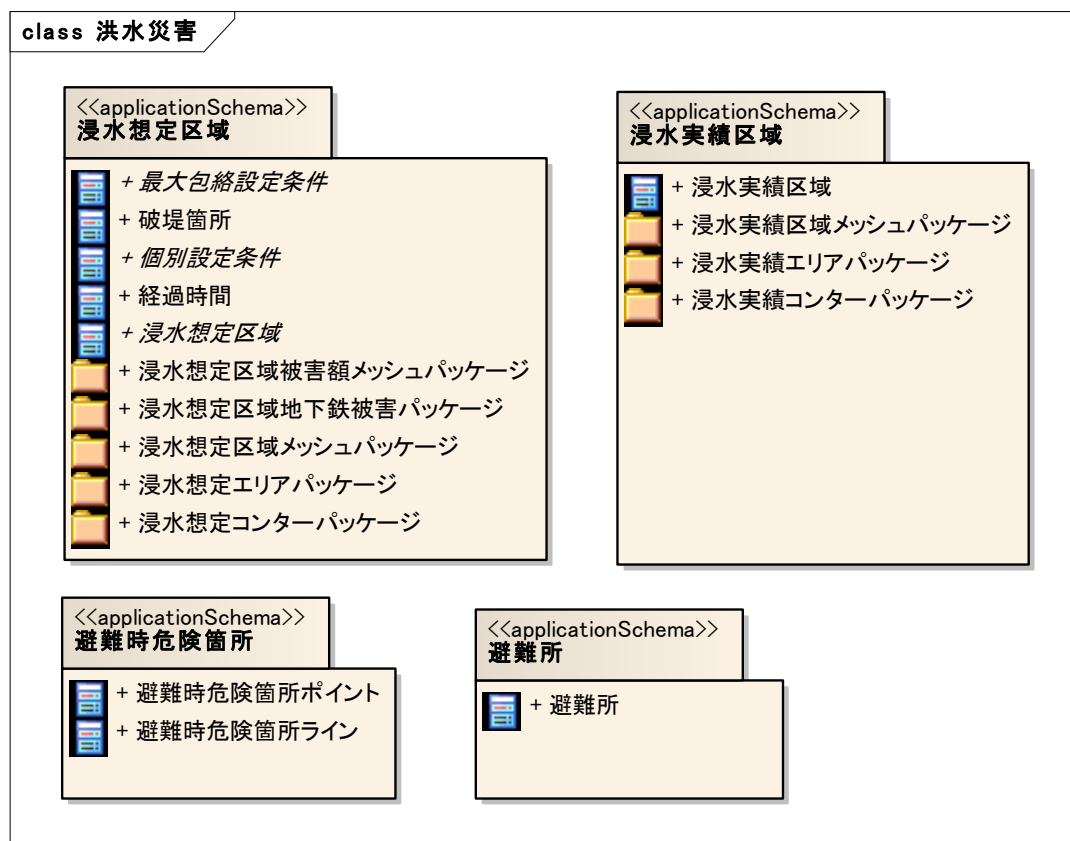 class 洪水災害
<<applicationSchema>>
浸水想定区域
+ 最大包絡設定条件
+ 破堤箇所
+ 個別設定条件
+ 経過時間
+ 浸水想定区域
+ 浸水想定区域被害額メッシュパッケージ
+ 浸水想定区域地下鉄被害パッケージ
+ 浸水想定区域メッシュパッケージ
+ 浸水想定エリアパッケージ
+ 浸水想定コンターパッケージ
<<applicationSchema>>
浸水実績区域
+ 浸水実績区域
+ 浸水実績区域メッシュパッケージ
+ 浸水実績エリアパッケージ
+ 浸水実績コンターパッケージ
<<applicationSchema>>
避難時危険箇所
+ 避難時危険箇所ポイント
+ 避難時危険箇所ライン
<<applicationSchema>>
避難所
+ 避難所